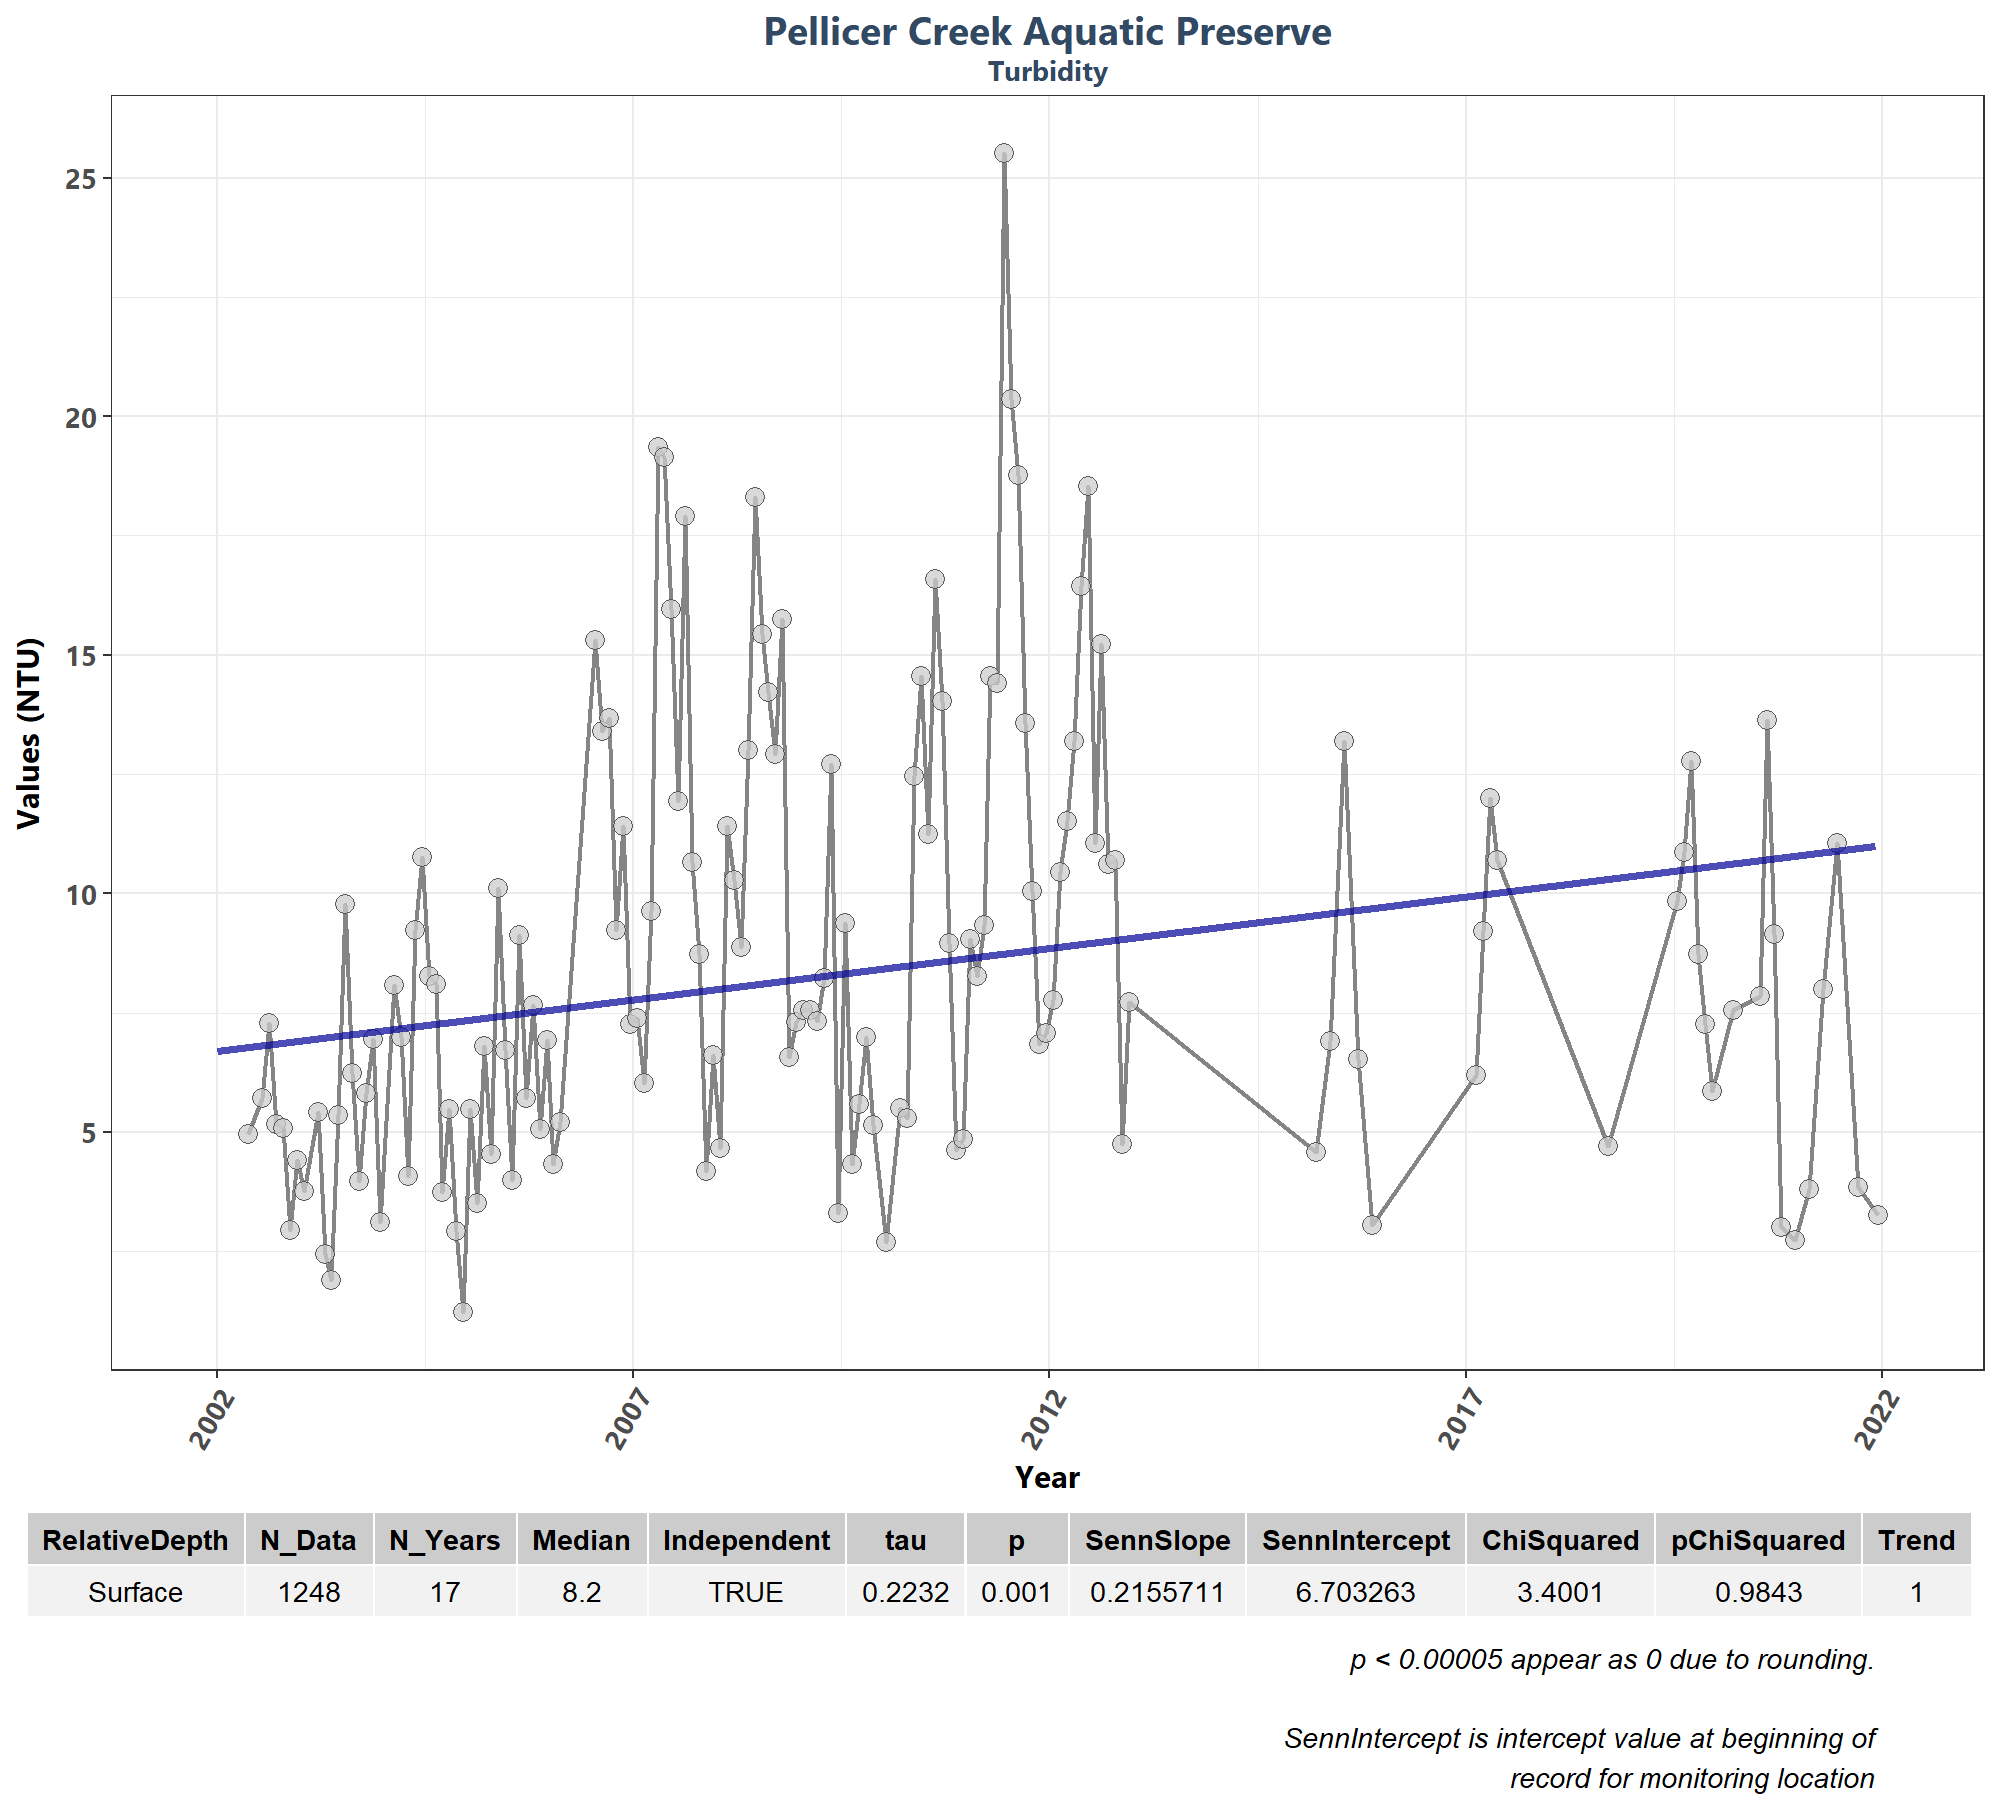 Pellicer Creek Aquatic Preserve
Turbidity
Values (NTU)
25
20
15
10
5
2002 2007 2012 2017 2022
Year
RelativeDepth N_Data N_Years Median Independent tau p SennSlope SennIntercept ChiSquared pChiSquared Trend
Surface 1248 17 8.2 TRUE 0.2232 0.001 0.2155711 6.703263 3.4001 0.9843 1
p < 0.00005 appear as 0 due to rounding.
SennIntercept is intercept value at beginning of
record for monitoring location